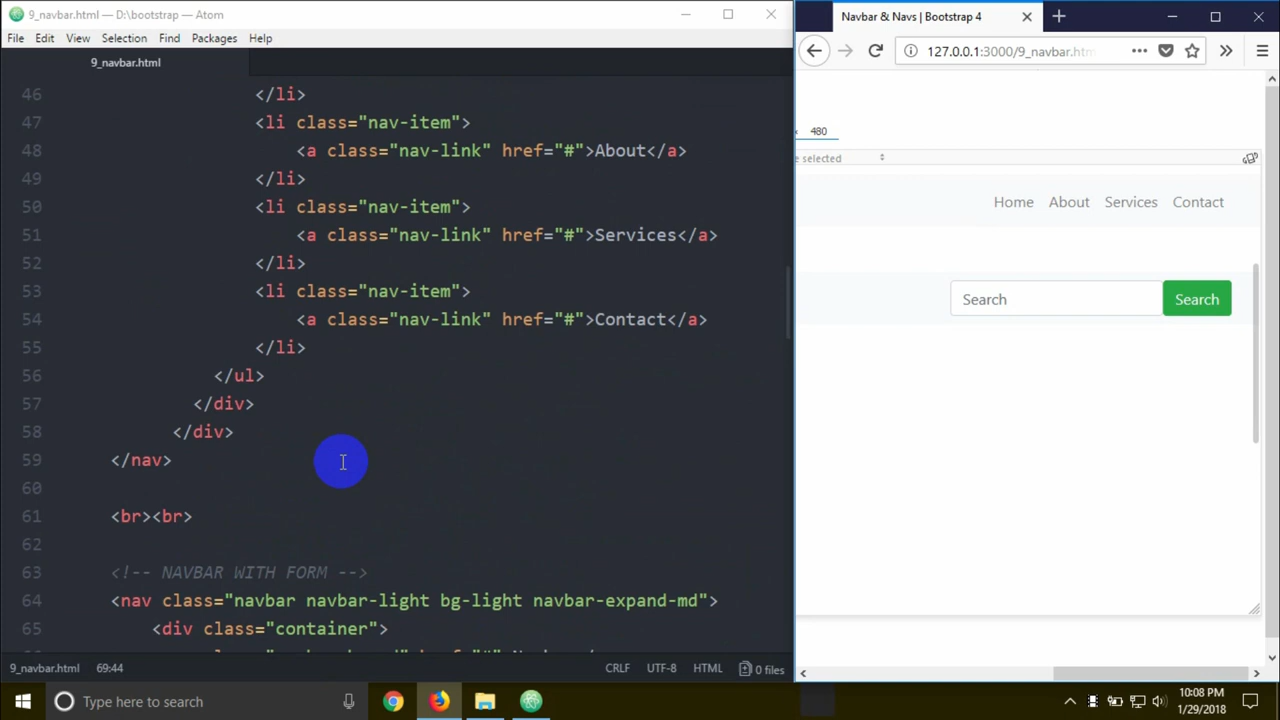 9_navbar.html — D:\bootstrap — Atom
File Edit View Selection Find Packages Help
9_navbar.html
46 </li>
47 <li class="nav-item">
48 <a class="nav-link" href="#">About</a>
49 </li>
50 <li class="nav-item">
51 <a class="nav-link" href="#">Services</a>
52 </li>
53 <li class="nav-item">
54 <a class="nav-link" href="#">Contact</a>
55 </li>
56 </ul>
57 </div>
58 </div>
59 </nav>
60
61 <br><br>
62
63 <!-- NAVBAR WITH FORM -->
64 <nav class="navbar navbar-light bg-light navbar-expand-md">
65 <div class="container">
9_navbar.html 69:44 CRLF UTF-8 HTML 0 files
Navbar & Navs | Bootstrap 4
127.0.0.1:3000/9_navbar.htm
480
e selected
Home About Services Contact
Search Search
Type here to search
10:08 PM
1/29/2018